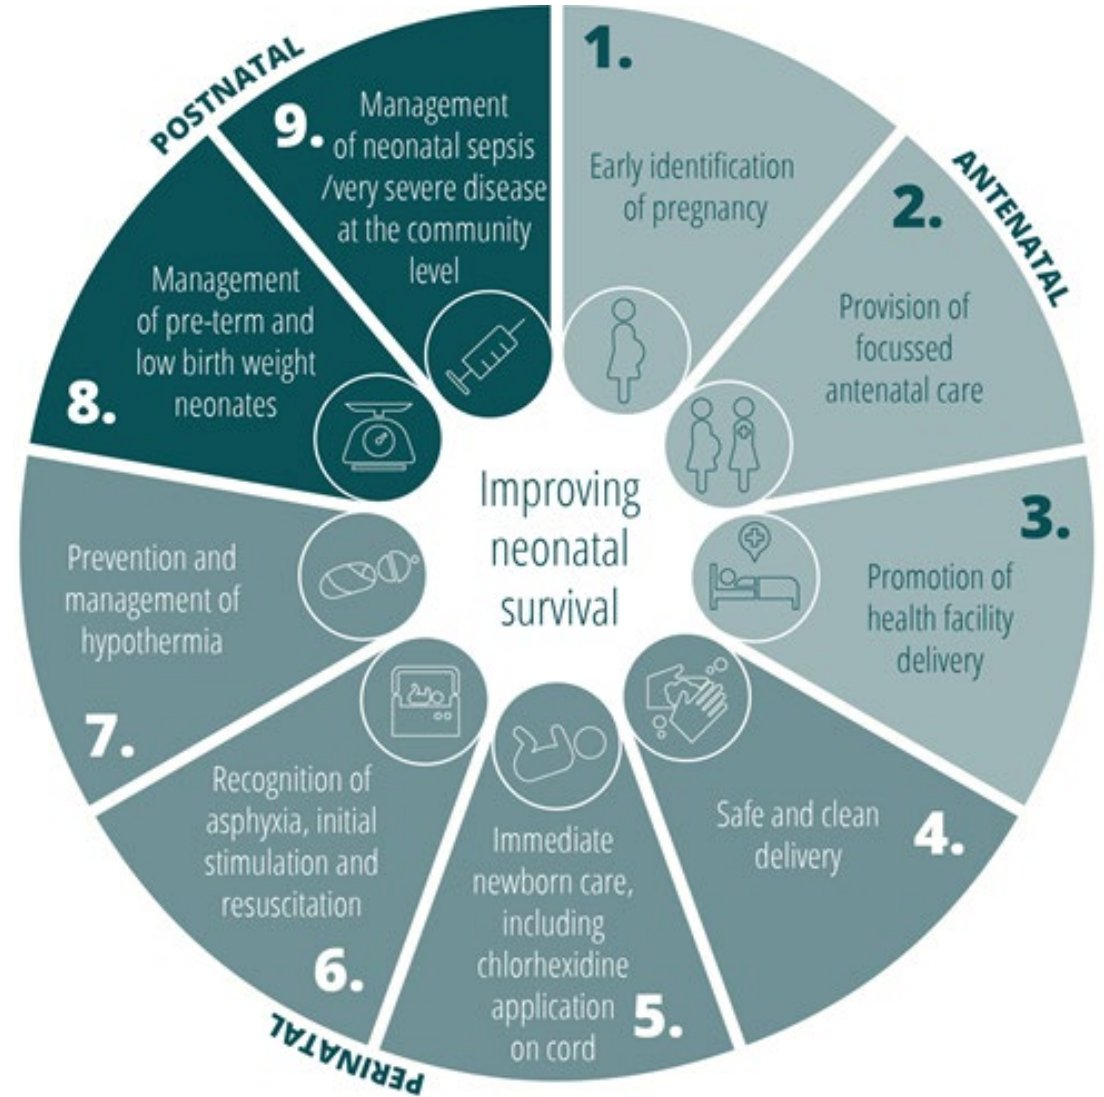 POSTNATAL
ANTENATAL
PERINATAL
Improving
neonatal
survival
1.
Early identification
of pregnancy
2.
Provision of
focussed
antenatal care
3.
Promotion of
health facility
delivery
4.
Safe and clean
delivery
5.
Immediate
newborn care,
including
chlorhexidine
application
on cord
6.
Recognition of
asphyxia, initial
stimulation and
resuscitation
7.
Prevention and
management of
hypothermia
8.
Management
of pre-term and
low birth weight
neonates
9.
Management
of neonatal sepsis
/very severe disease
at the community
level